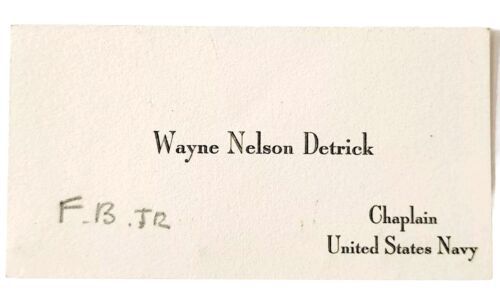 Wayne Nelson Detrick
F.B.JR
Chaplain
United States Navy